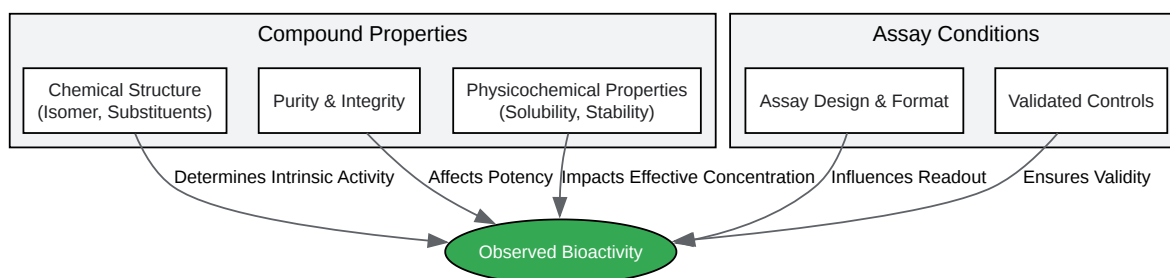 Compound Properties
Assay Conditions
Chemical Structure
(Isomer, Substituents)
Purity & Integrity
Physicochemical Properties
(Solubility, Stability)
Assay Design & Format
Validated Controls
Determines Intrinsic Activity
Affects Potency
Impacts Effective Concentration
Influences Readout
Ensures Validity
Observed Bioactivity